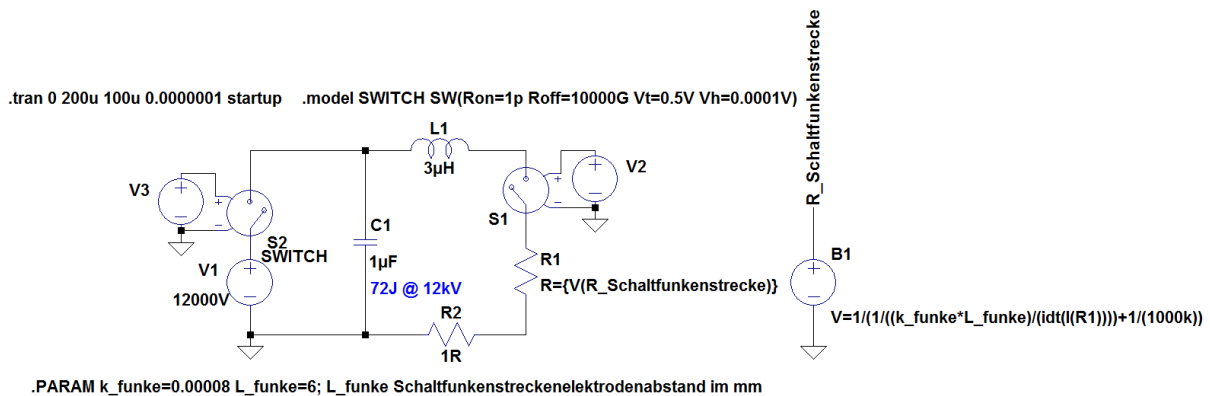 .tran 0 200u 100u 0.0000001 startup
.model SWITCH SW(Ron=1p Roff=10000G Vt=0.5V Vh=0.0001V)
R_Schaltfunkenstrecke
L1
3µH
V3
V2
S1
S2
SWITCH
C1
1µF
72J @ 12kV
V1
12000V
R1
R={V(R_Schaltfunkenstrecke)}
R2
1R
B1
V=1/(1/((k_funke*L_funke)/(idt(I(R1))))+1/(1000k))
.PARAM k_funke=0.00008 L_funke=6; L_funke Schaltfunkenstreckenelektrodenabstand im mm